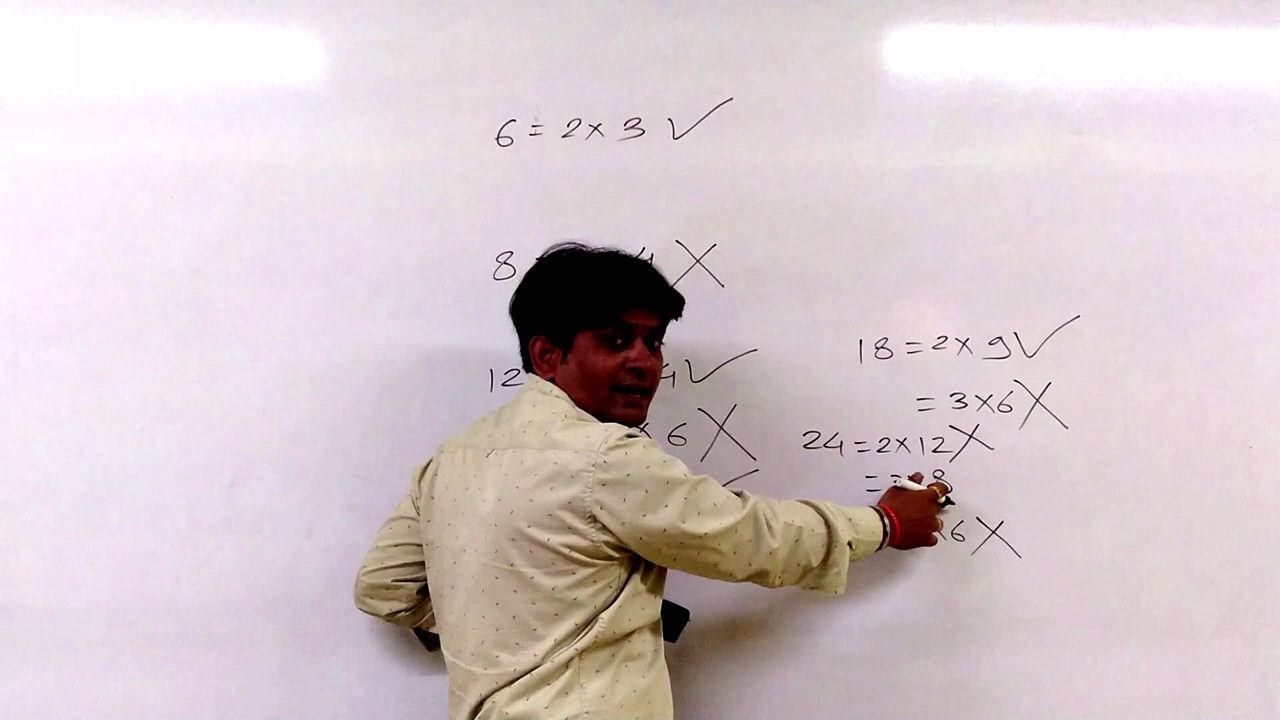 6 = 2 x 3 ✓
8 4 X
12 4 ✓
x 6 X
18 = 2 x 9 ✓
= 3 x 6 X
24 = 2 x 12 X
= 8
x 6 X